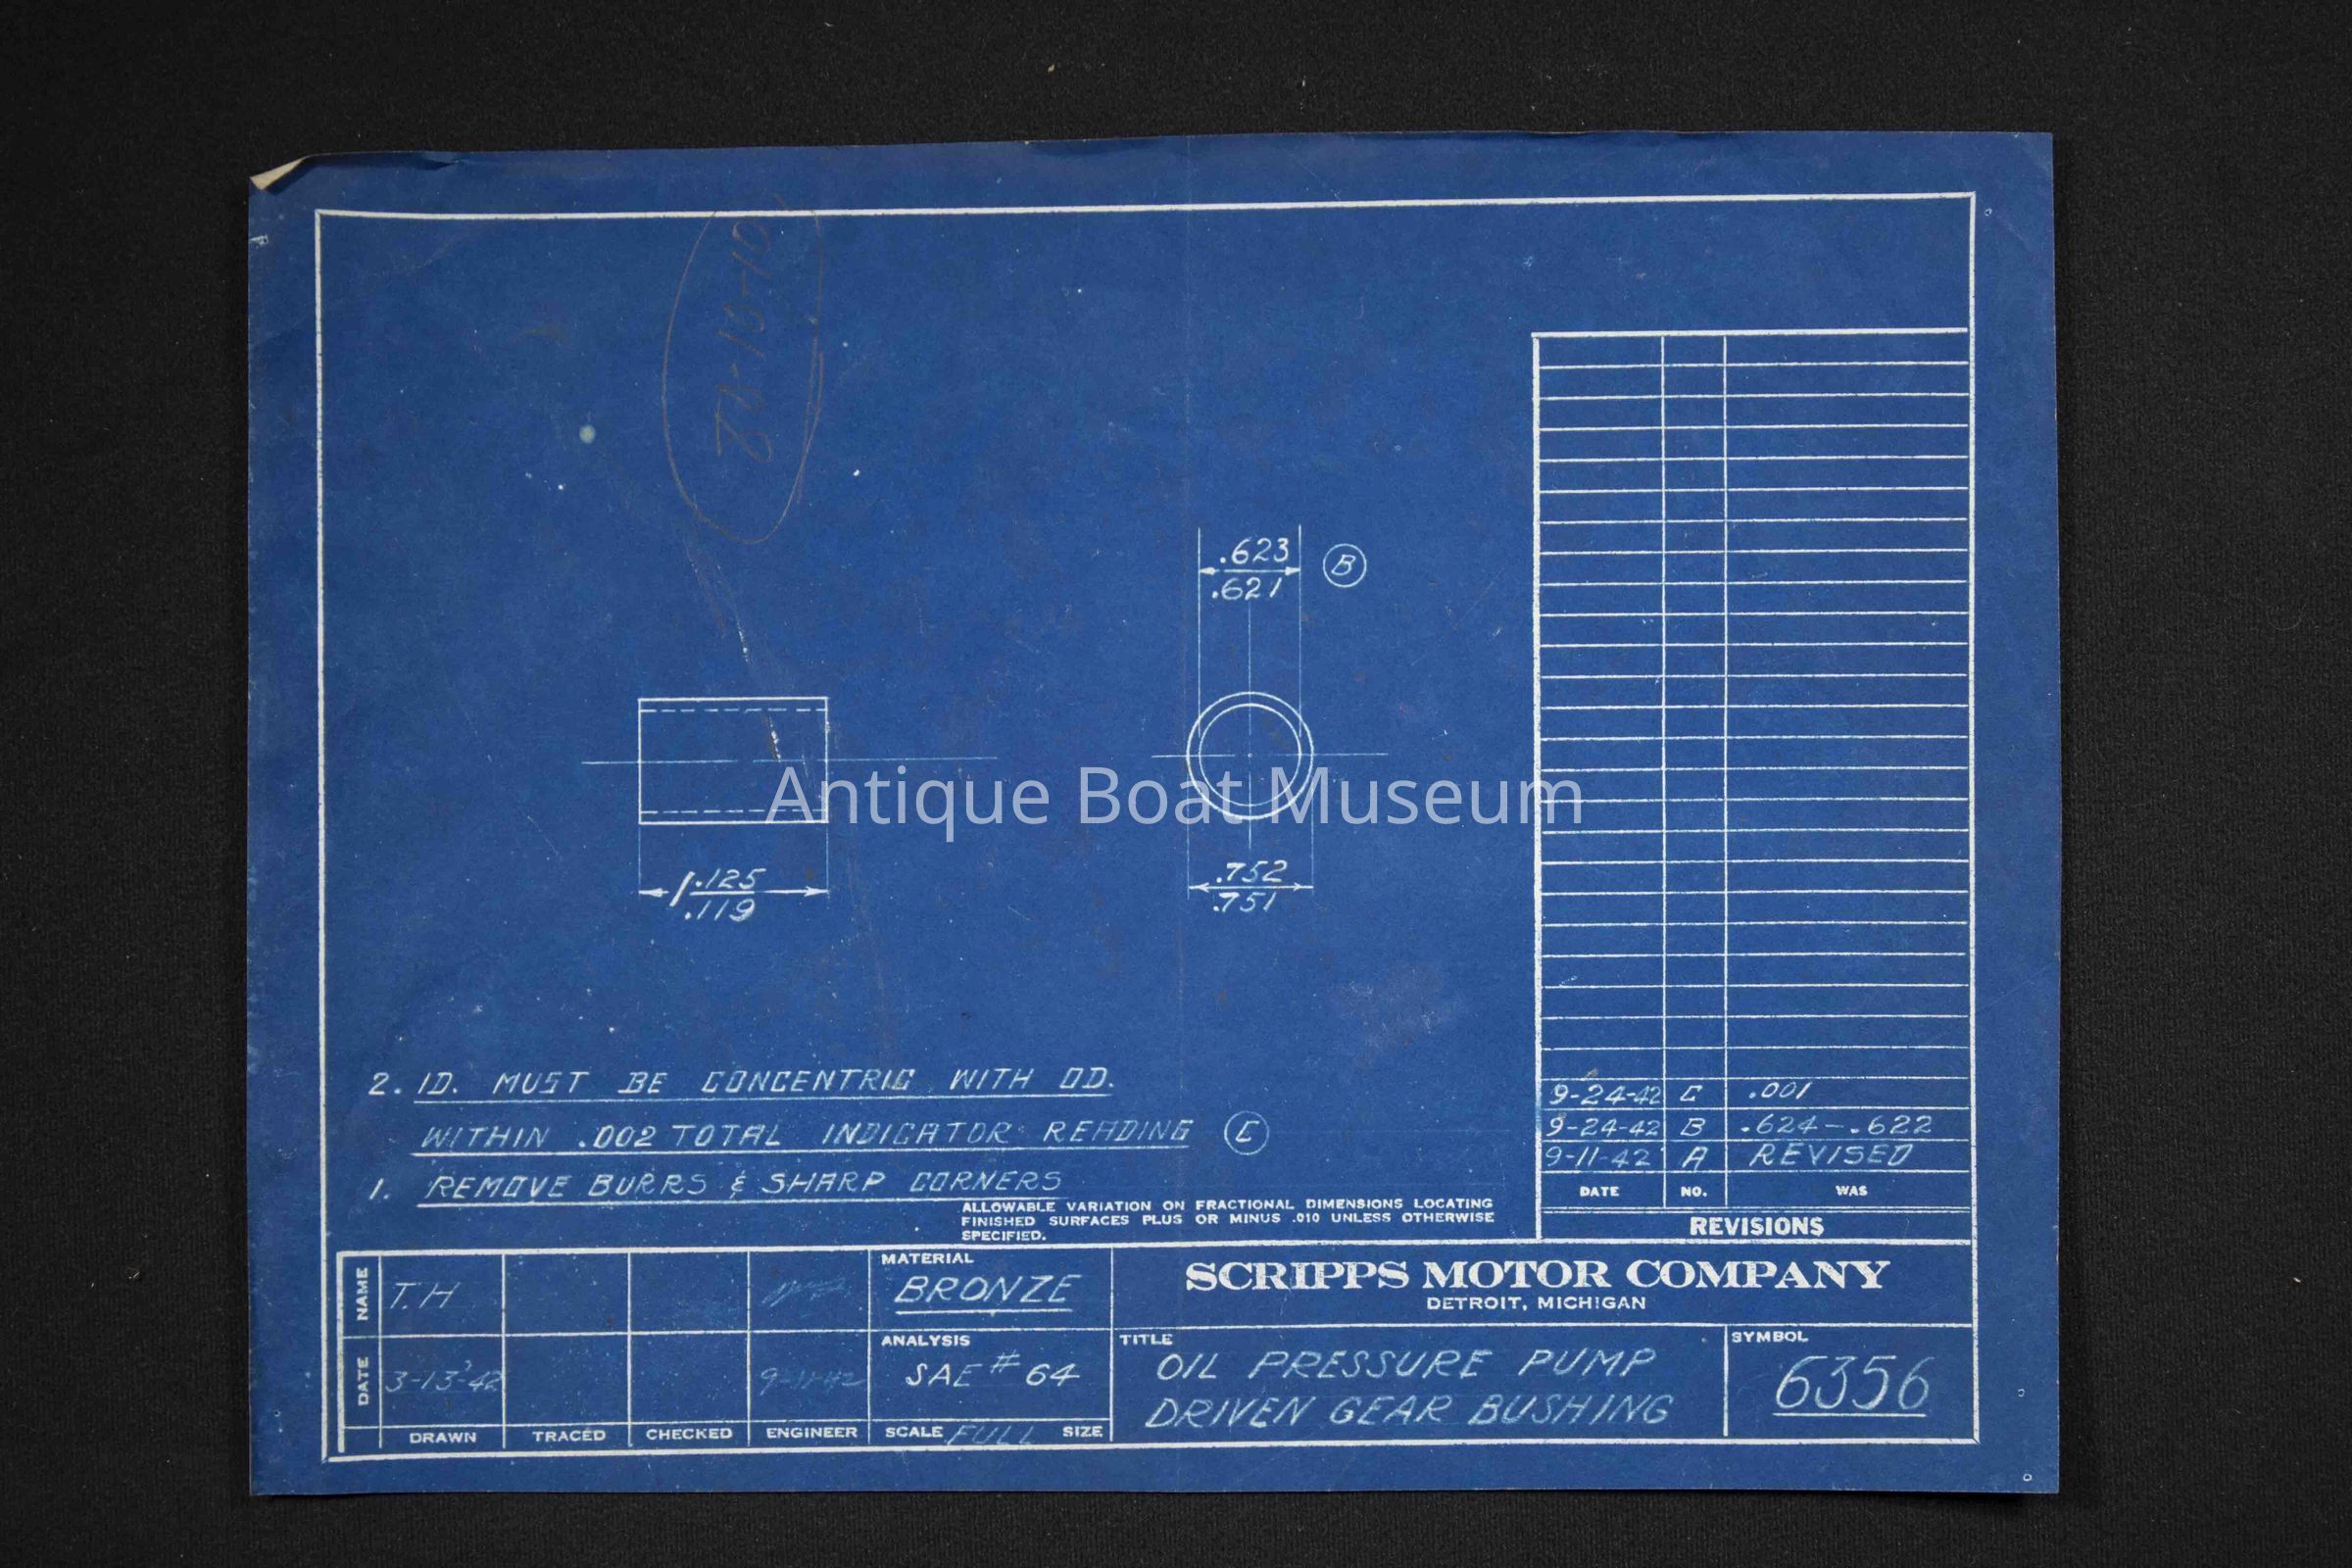 .623
.621
B
1.125
.119
.752
.751
Antique Boat Museum
2. ID. MUST BE CONCENTRIC WITH OD.
WITHIN .002 TOTAL INDICATOR READING C
1. REMOVE BURRS & SHARP CORNERS
ALLOWABLE VARIATION ON FRACTIONAL DIMENSIONS LOCATING
FINISHED SURFACES PLUS OR MINUS .010 UNLESS OTHERWISE
SPECIFIED.
9-24-42 C .001
9-24-42 B .624-.622
9-11-42 A REVISED
DATE NO. WAS
REVISIONS
NAME T.H
DATE 3-13-42 9-11-42
DRAWN TRACED CHECKED ENGINEER
MATERIAL
BRONZE
ANALYSIS
SAE # 64
SCALE FULL SIZE
SCRIPPS MOTOR COMPANY
DETROIT, MICHIGAN
TITLE
OIL PRESSURE PUMP
DRIVEN GEAR BUSHING
SYMBOL
6356